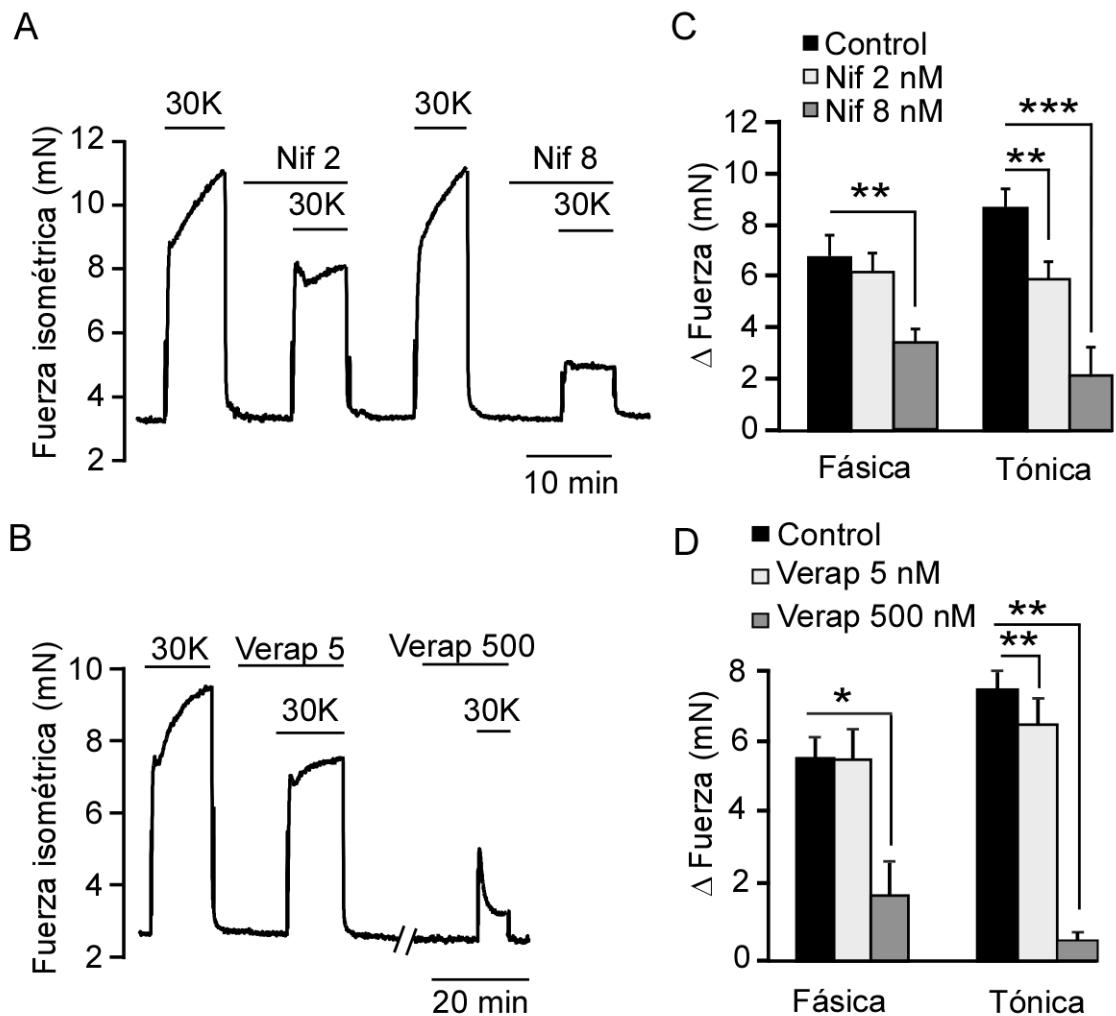 A
30K
Nif 2
30K
30K
Nif 8
30K
Fuerza isométrica (mN)
12
10
8
6
4
2
10 min
C
Control
Nif 2 nM
Nif 8 nM
**
**
***
Δ Fuerza (mN)
12
10
8
6
4
2
0
Fásica
Tónica
B
30K
Verap 5
30K
Verap 500
30K
Fuerza isométrica (mN)
10
8
6
4
2
20 min
D
Control
Verap 5 nM
Verap 500 nM
*
**
**
Δ Fuerza (mN)
8
6
4
2
0
Fásica
Tónica